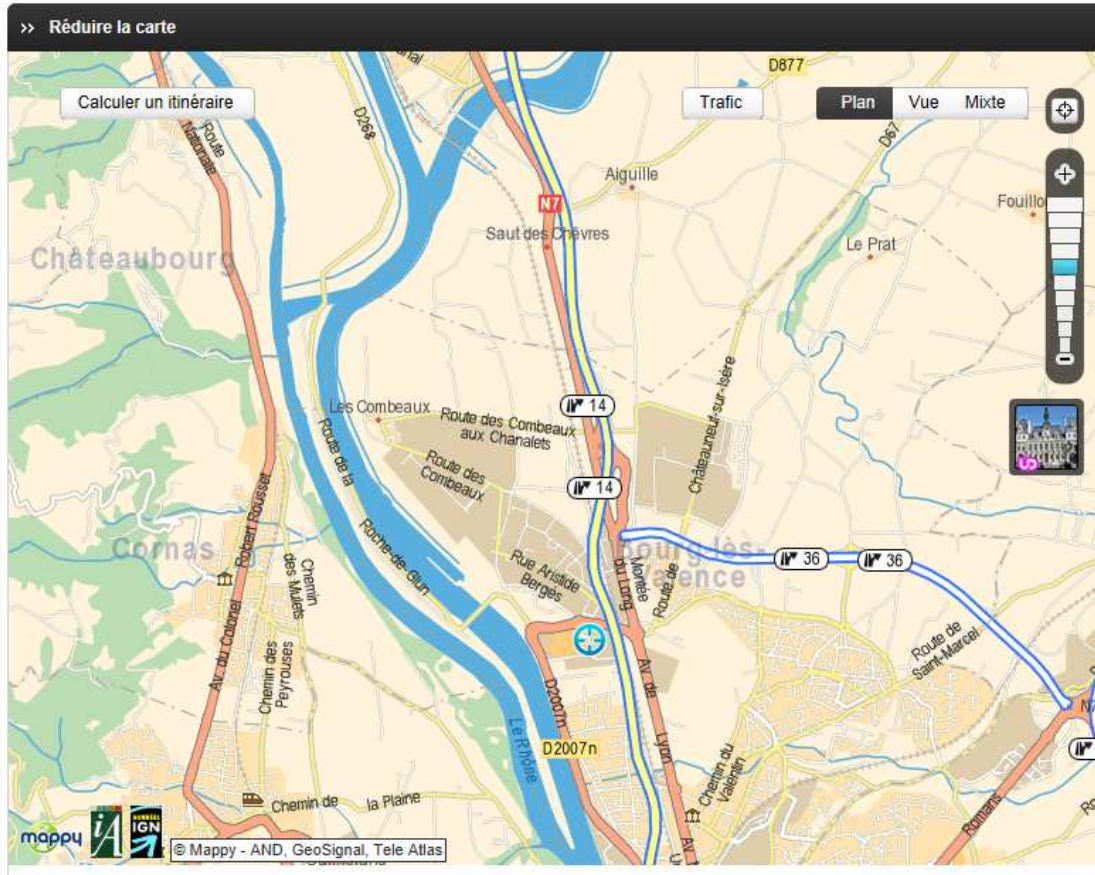 >> Réduire la carte
Calculer un itinéraire
Trafic
Plan
Vue
Mixte
D877
D268
D67
Route
Nationale
Aiguille
N7
Saut des Chèvres
Fouillo
Le Prat
Châteaubourg
Les Combeaux
Route des Combeaux
aux Chanalets
14
Route des
Combeaux
14
Châteauneuf-sur-Isère
Route de la
Roche-de-Glun
Robert Rousset
Av. du Colonel
Cornas
Chemin
des Mulets
Chemin des
Peyrouses
Rue Aristide
Berges
Bourg-lès-
Valence
Montée
du Long
Route de
36
36
Route de
Saint-Marcel
D2007n
D2007n
Le Rhône
Av. de
Lyon
Av.
Chemin du
Valentin
Romans
N7
Chemin de
la Plaine
mappy
iA
DONNÉES
IGN
© Mappy - AND, GeoSignal, Tele Atlas